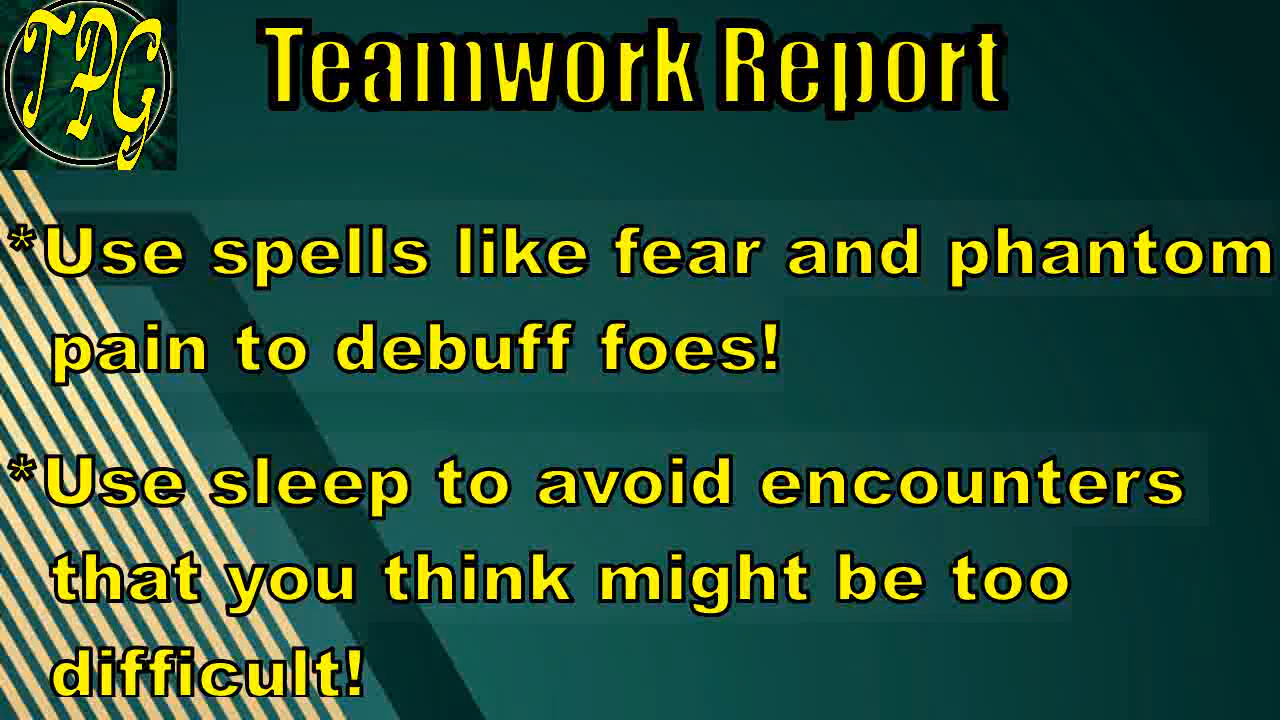 TPG
Teamwork Report
*Use spells like fear and phantom
pain to debuff foes!
*Use sleep to avoid encounters
that you think might be too
difficult!